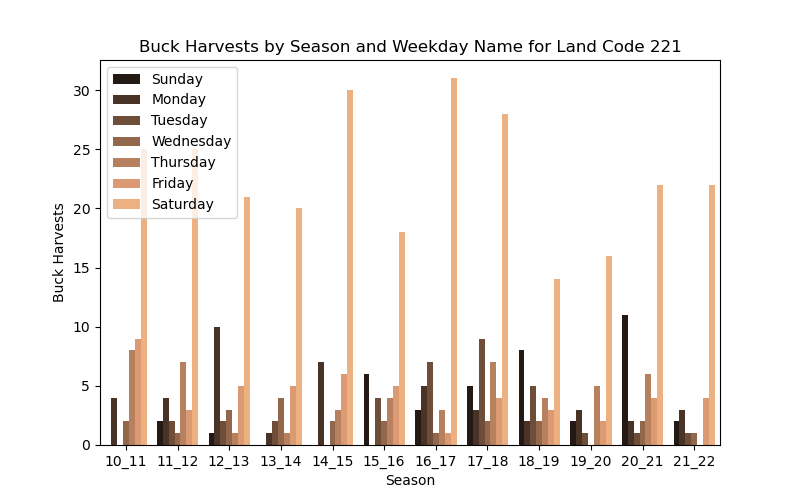 Buck Harvests by Season and Weekday Name for Land Code 221
Sunday
Monday
Tuesday
Wednesday
Thursday
Friday
Saturday
Buck Harvests
30
25
20
15
10
5
0
10_11 11_12 12_13 13_14 14_15 15_16 16_17 17_18 18_19 19_20 20_21 21_22
Season